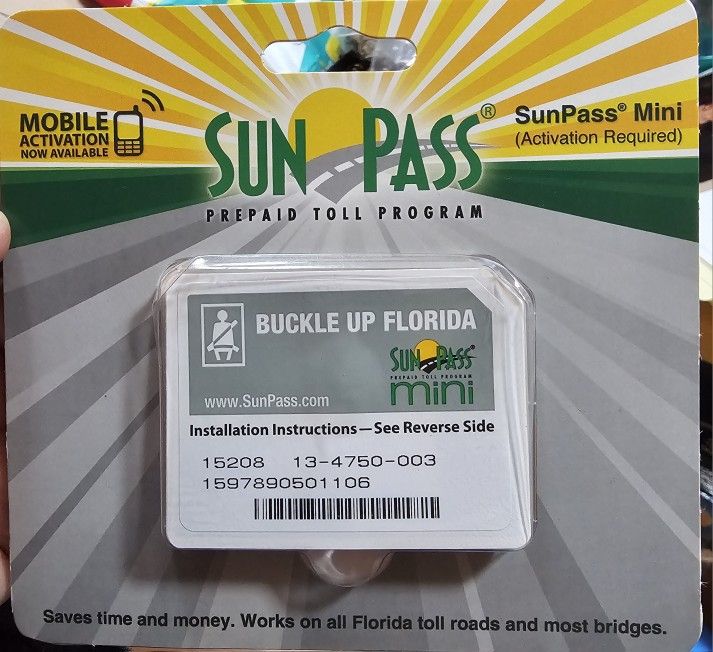 MOBILE
ACTIVATION
NOW AVAILABLE
SUN PASS®
PREPAID TOLL PROGRAM
SunPass® Mini
(Activation Required)
BUCKLE UP FLORIDA
SUN PASS®
PREPAID TOLL PROGRAM
mini
www.SunPass.com
Installation Instructions—See Reverse Side
15208 13-4750-003
1597890501106
Saves time and money. Works on all Florida toll roads and most bridges.